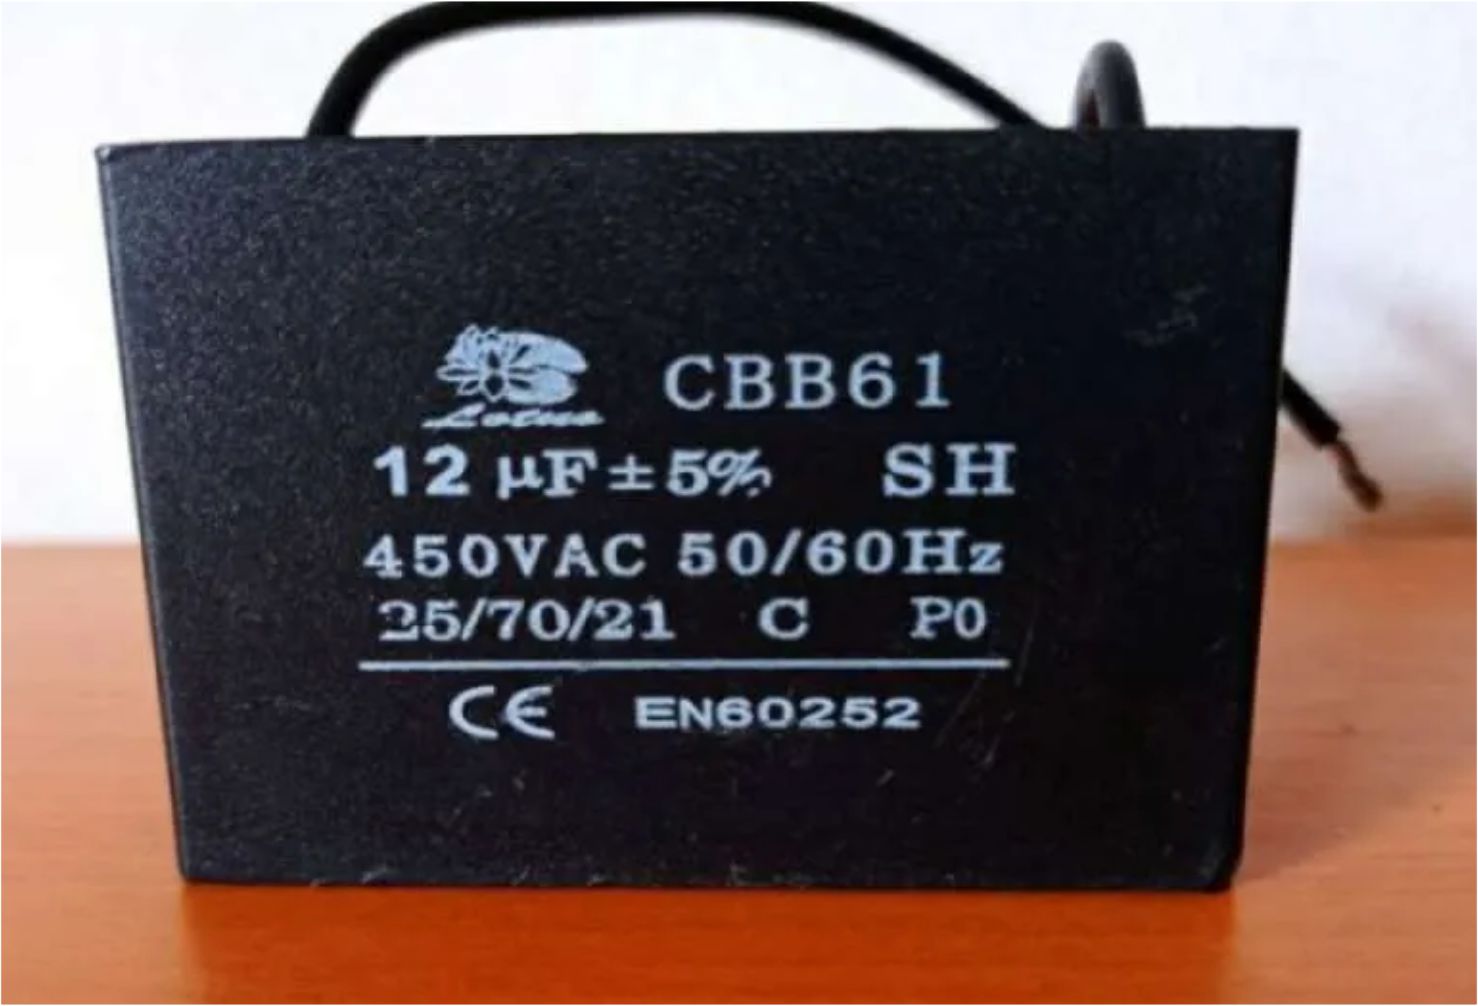 Lotus
CBB61
12 μF±5% SH
450VAC 50/60Hz
25/70/21 C P0
CE EN60252